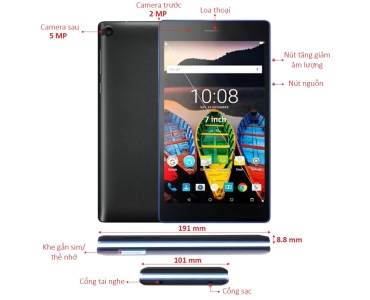 Camera trước
2 MP
Loa thoại
Camera sau
5 MP
Nút tăng giảm
âm lượng
Nút nguồn
10:08
7 inch
191 mm
8.8 mm
Khe gắn sim/
thẻ nhớ
101 mm
Cổng tai nghe
Cổng sạc